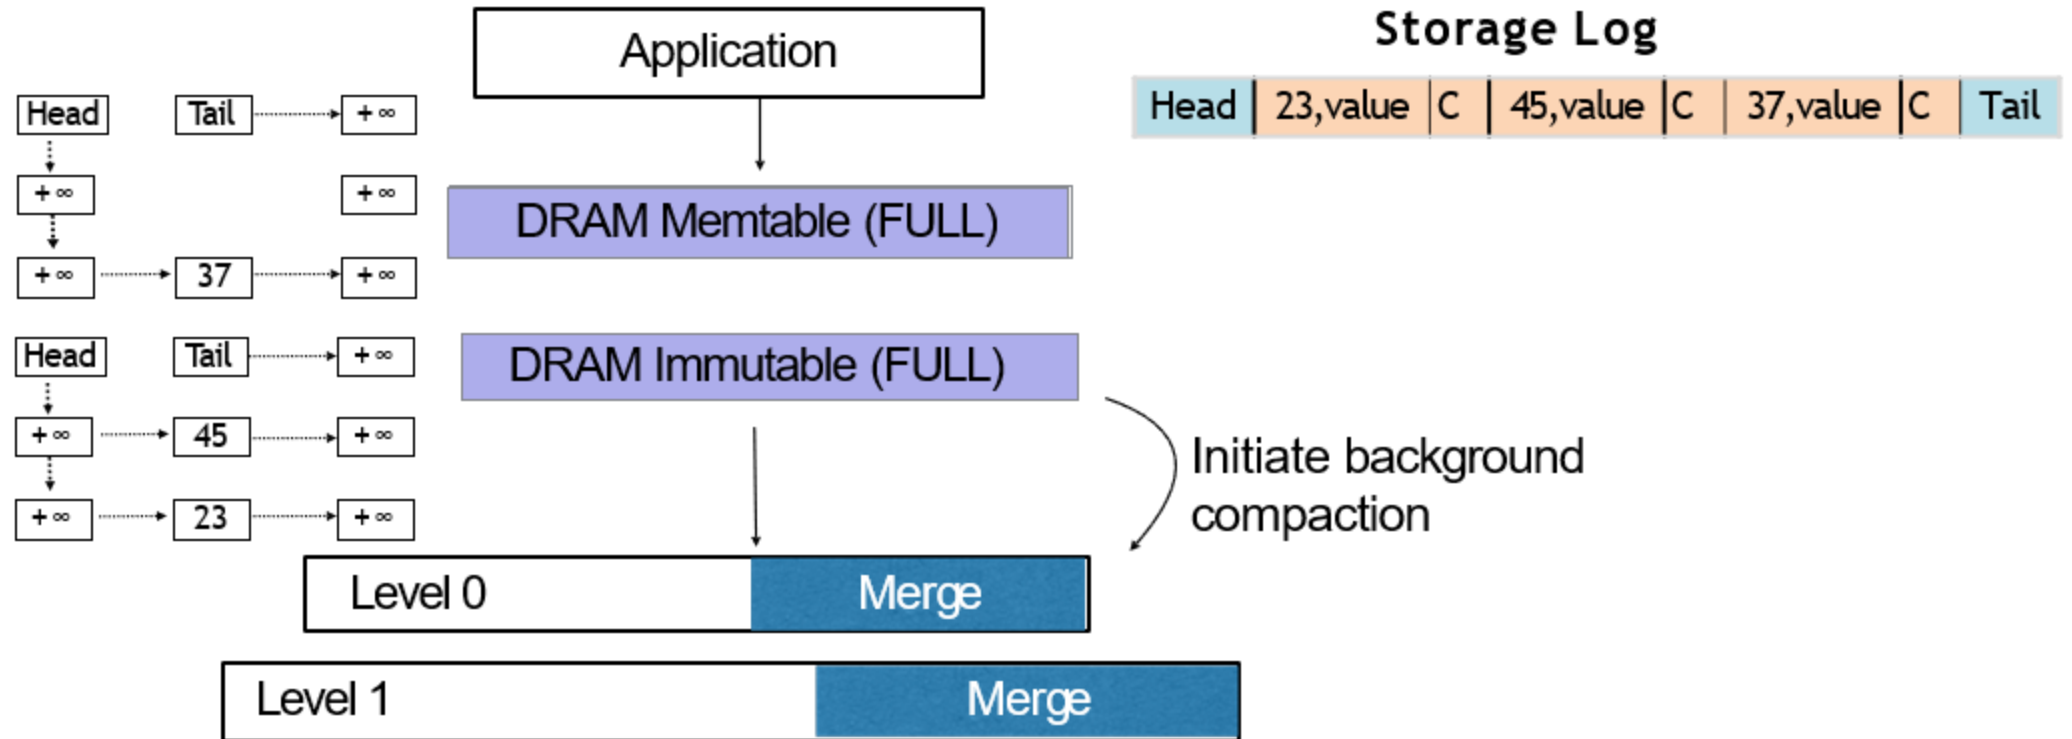 Application
Storage Log
Head 23,value C 45,value C 37,value C Tail
Head Tail +∞
+∞ +∞
DRAM Memtable (FULL)
+∞ 37 +∞
Head Tail +∞
DRAM Immutable (FULL)
+∞ 45 +∞
+∞ 23 +∞
Initiate background
compaction
Level 0 Merge
Level 1 Merge